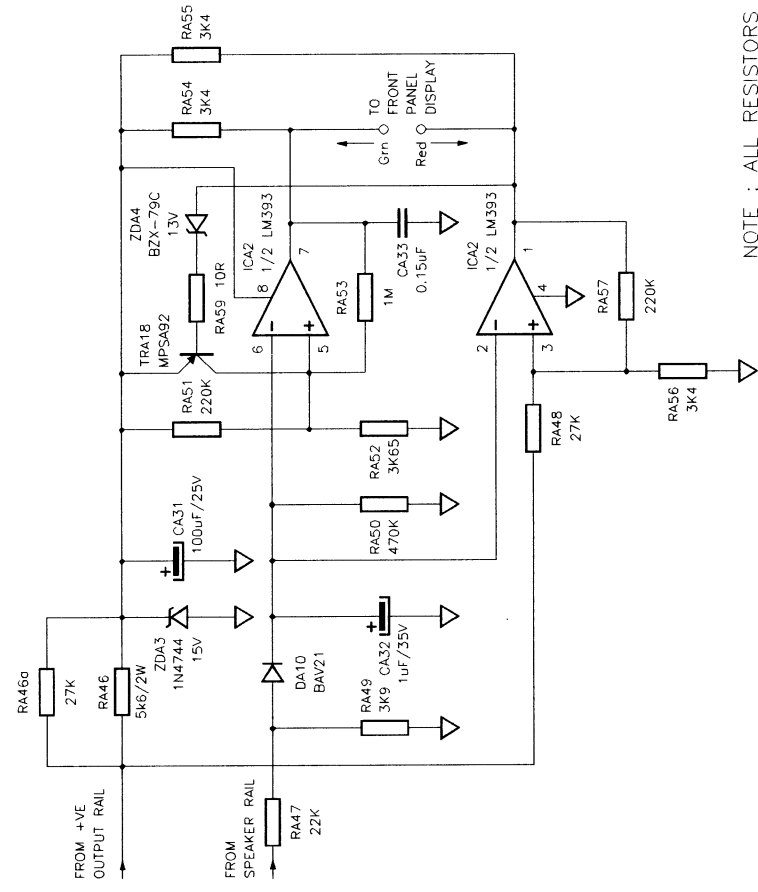 RA55
3K4
RA54
3K4
TO
FRONT
PANEL
DISPLAY
Grn
Red
ZDA4
BZX-79C
13V
ICA2
1/2 LM393
8
7
RA59 10R
6
5
RA53
1M
CA33
0.15uF
TRA18
MPSA92
RA51
220K
RA52
3K65
ICA2
1/2 LM393
1
4
2
3
RA57
220K
RA56
3K4
RA48
27K
RA50
470K
CA31
100uF/25V
+
ZDA3
1N4744
15V
RA46a
27K
RA46
5k6/2W
DA10
BAV21
+
CA32
1uF/35V
RA49
3K9
RA47
22K
FROM +VE
OUTPUT RAIL
FROM
SPEAKER RAIL
NOTE : ALL RESISTORS